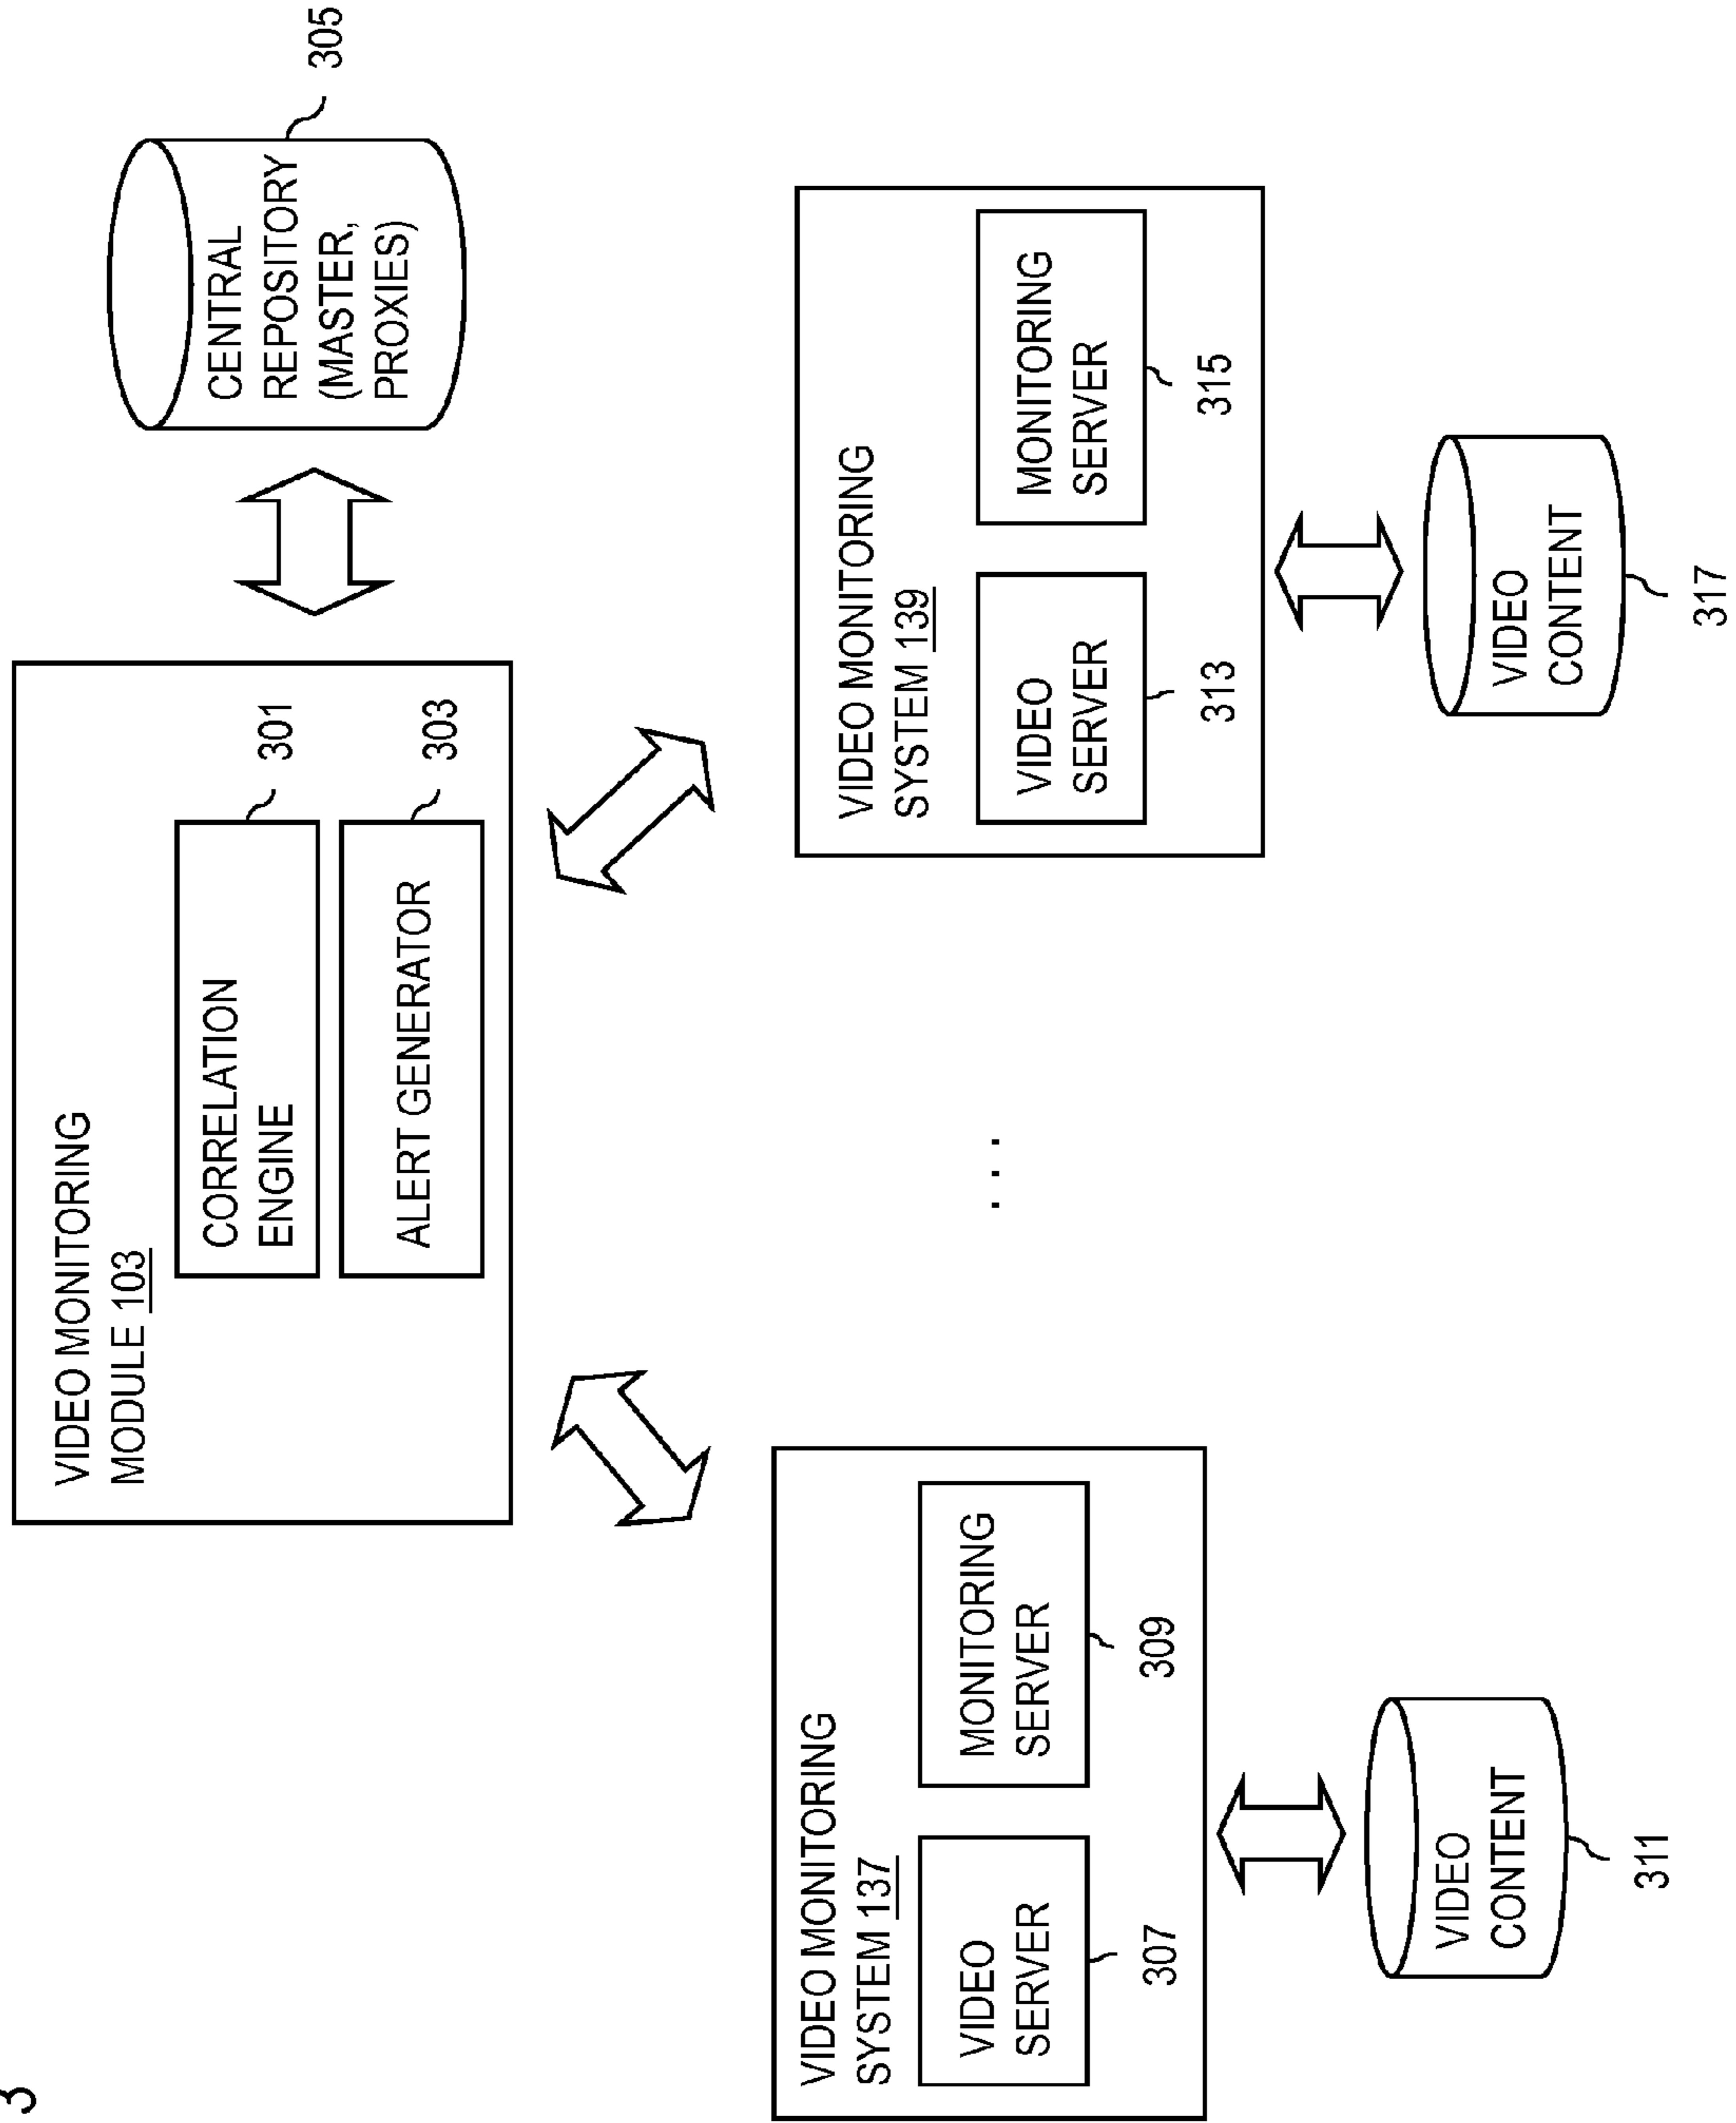 3
VIDEO MONITORING
MODULE 103
CORRELATION
ENGINE
301
ALERT GENERATOR
303
CENTRAL
REPOSITORY
(MASTER,
PROXIES)
305
VIDEO MONITORING
SYSTEM 137
VIDEO
SERVER
307
MONITORING
SERVER
309
VIDEO
CONTENT
311
. . .
VIDEO MONITORING
SYSTEM 139
VIDEO
SERVER
313
MONITORING
SERVER
315
VIDEO
CONTENT
317